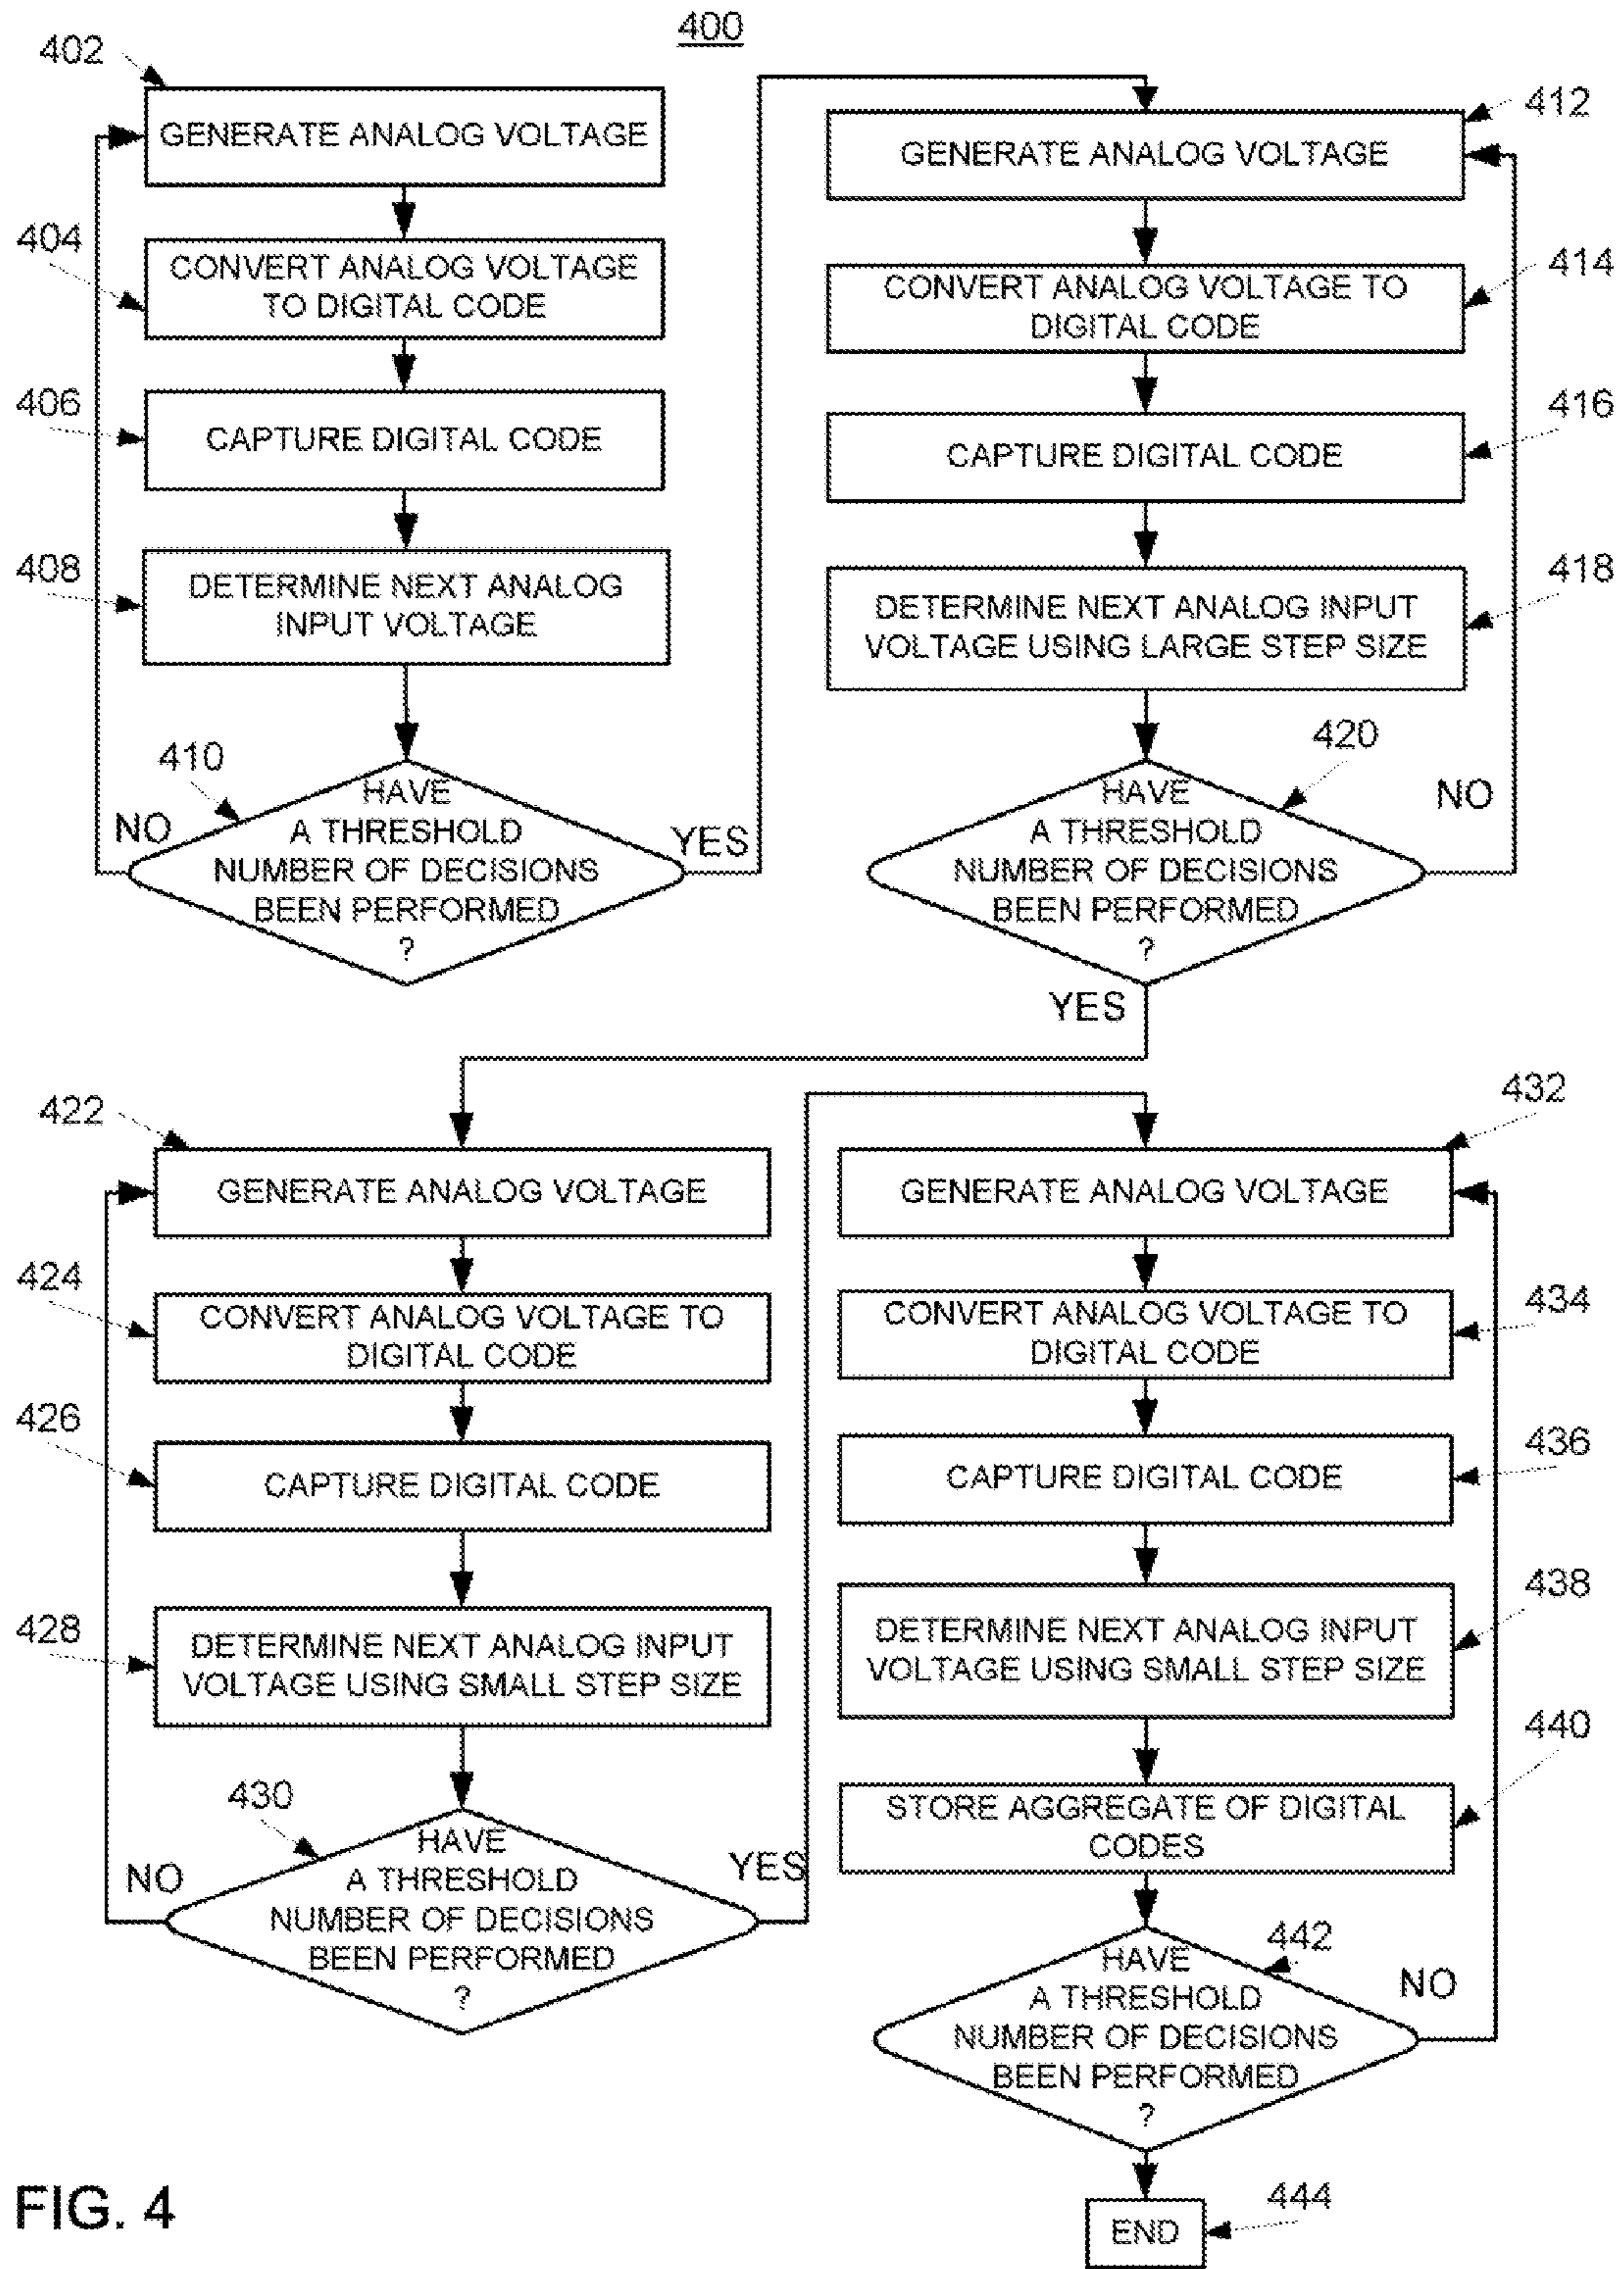 400
402
GENERATE ANALOG VOLTAGE
404
CONVERT ANALOG VOLTAGE
TO DIGITAL CODE
406
CAPTURE DIGITAL CODE
408
DETERMINE NEXT ANALOG
INPUT VOLTAGE
410
HAVE
A THRESHOLD
NUMBER OF DECISIONS
BEEN PERFORMED
?
NO
YES
412
GENERATE ANALOG VOLTAGE
414
CONVERT ANALOG VOLTAGE TO
DIGITAL CODE
416
CAPTURE DIGITAL CODE
418
DETERMINE NEXT ANALOG INPUT
VOLTAGE USING LARGE STEP SIZE
420
HAVE
A THRESHOLD
NUMBER OF DECISIONS
BEEN PERFORMED
?
NO
YES
422
GENERATE ANALOG VOLTAGE
424
CONVERT ANALOG VOLTAGE TO
DIGITAL CODE
426
CAPTURE DIGITAL CODE
428
DETERMINE NEXT ANALOG INPUT
VOLTAGE USING SMALL STEP SIZE
430
HAVE
A THRESHOLD
NUMBER OF DECISIONS
BEEN PERFORMED
?
NO
YES
432
GENERATE ANALOG VOLTAGE
434
CONVERT ANALOG VOLTAGE TO
DIGITAL CODE
436
CAPTURE DIGITAL CODE
438
DETERMINE NEXT ANALOG INPUT
VOLTAGE USING SMALL STEP SIZE
440
STORE AGGREGATE OF DIGITAL
CODES
442
HAVE
A THRESHOLD
NUMBER OF DECISIONS
BEEN PERFORMED
?
NO
444
END
FIG. 4